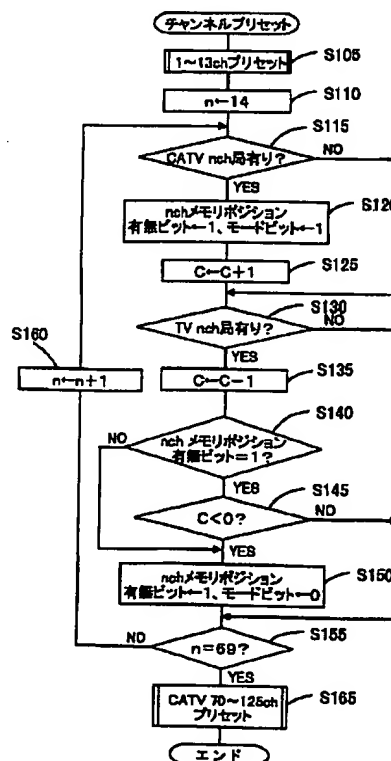 チャンネルプリセット
1〜13chプリセット
S105
n←14
S110
CATV nch局有り?
S115
NO
YES
nchメモリポジション
有無ビット←1、モードビット←1
S120
C←C+1
S125
TV nch局有り?
S130
NO
YES
S160
n←n+1
C←C−1
S135
nch メモリポジション
有無ビット=1?
S140
NO
YES
C<0?
S145
NO
YES
nchメモリポジション
有無ビット←1、モードビット←0
S150
n=69?
S155
NO
YES
CATV 70〜125ch
プリセット
S165
エンド